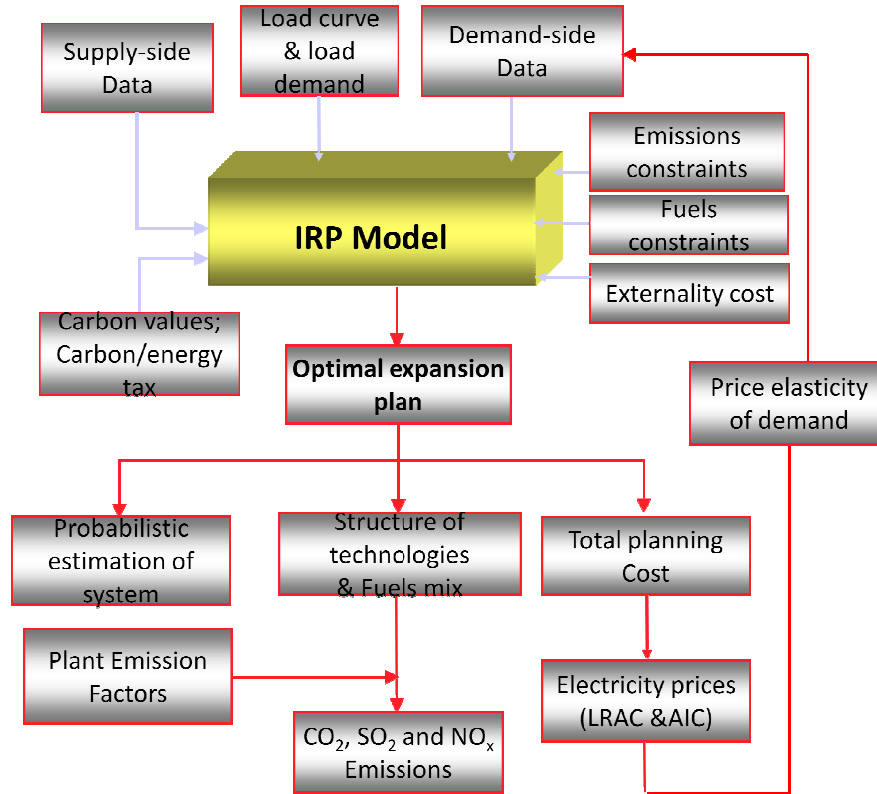 Supply-side
Data
Load curve
& load
demand
Demand-side
Data
Emissions
constraints
Fuels
constraints
Externality cost
IRP Model
Carbon values;
Carbon/energy
tax
Optimal expansion
plan
Price elasticity
of demand
Probabilistic
estimation of
system
Structure of
technologies
& Fuels mix
Total planning
Cost
Plant Emission
Factors
Electricity prices
(LRAC &AIC)
CO₂, SO₂ and NOₓ
Emissions